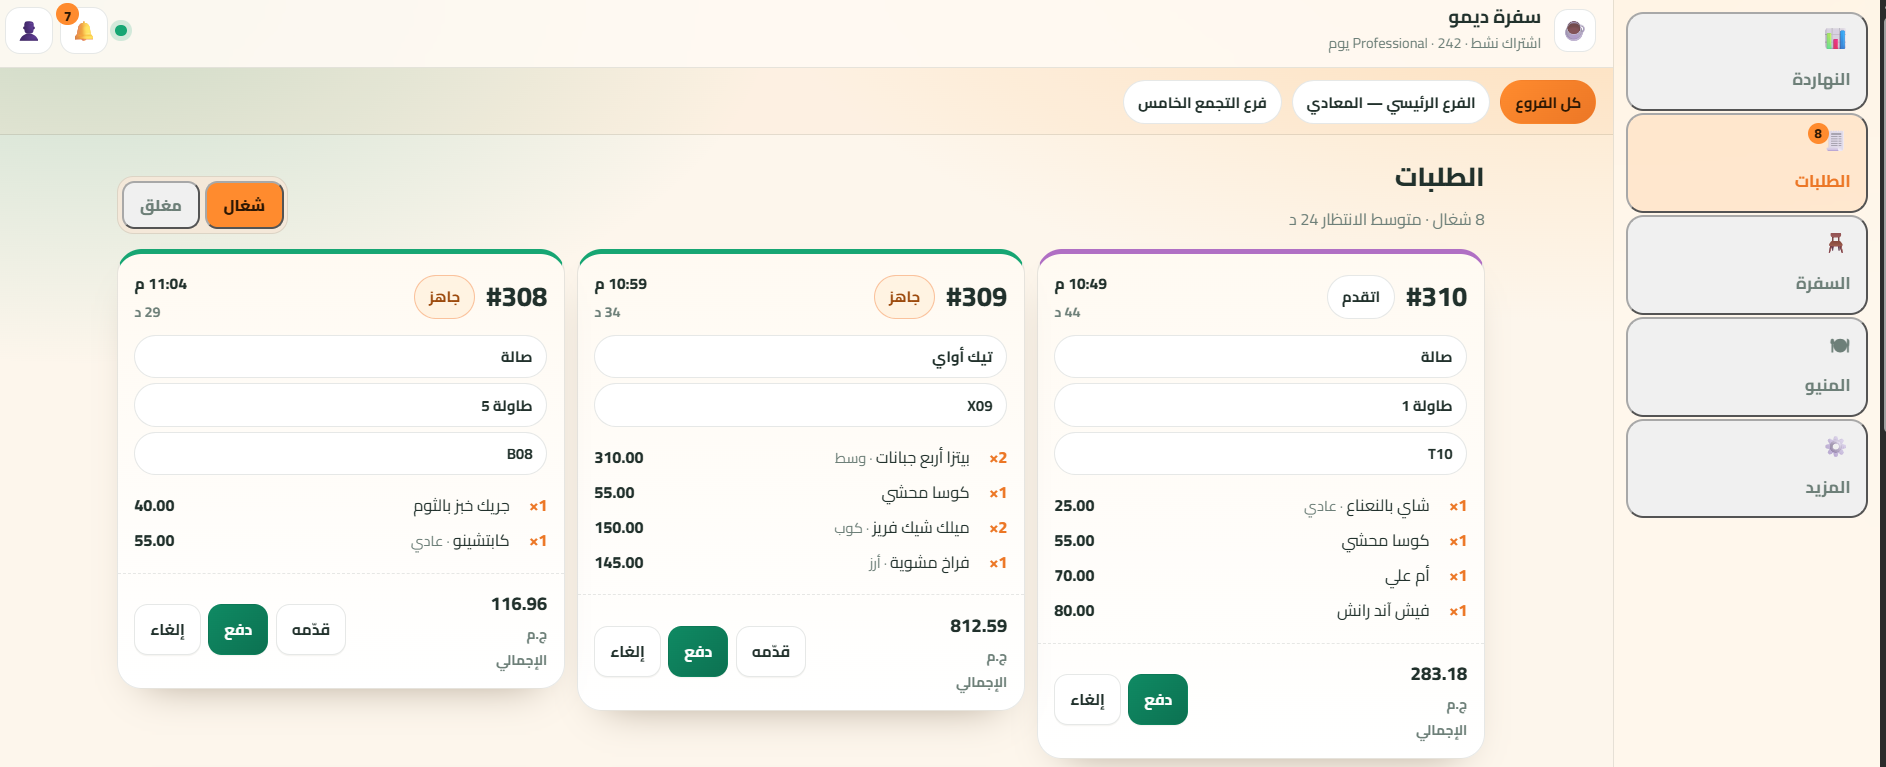 سفرة ديمو
اشتراك نشط · Professional · 242 يوم
7
النهاردة
8
الطلبات
السفرة
المنيو
المزيد
كل الفروع
الفرع الرئيسي — المعادي
فرع التجمع الخامس
الطلبات
8 شغال · متوسط الانتظار 24 د
شغال
مغلق
#310
اتقدم
10:49 م
44 د
صالة
طاولة 1
T10
×1 شاي بالنعناع · عادي 25.00
×1 كوسا محشي 55.00
×1 أم علي 70.00
×1 فيش آند رانش 80.00
283.18
ج.م
الإجمالي
دفع
إلغاء
#309
جاهز
10:59 م
34 د
تيك أواي
X09
×2 بيتزا أربع جبنات · وسط 310.00
×1 كوسا محشي 55.00
×2 ميلك شيك فريز · كوب 150.00
×1 فراخ مشوية · أرز 145.00
812.59
ج.م
الإجمالي
قدّمه
دفع
إلغاء
#308
جاهز
11:04 م
29 د
صالة
طاولة 5
B08
×1 جريك خبز بالثوم 40.00
×1 كابتشينو · عادي 55.00
116.96
ج.م
الإجمالي
قدّمه
دفع
إلغاء